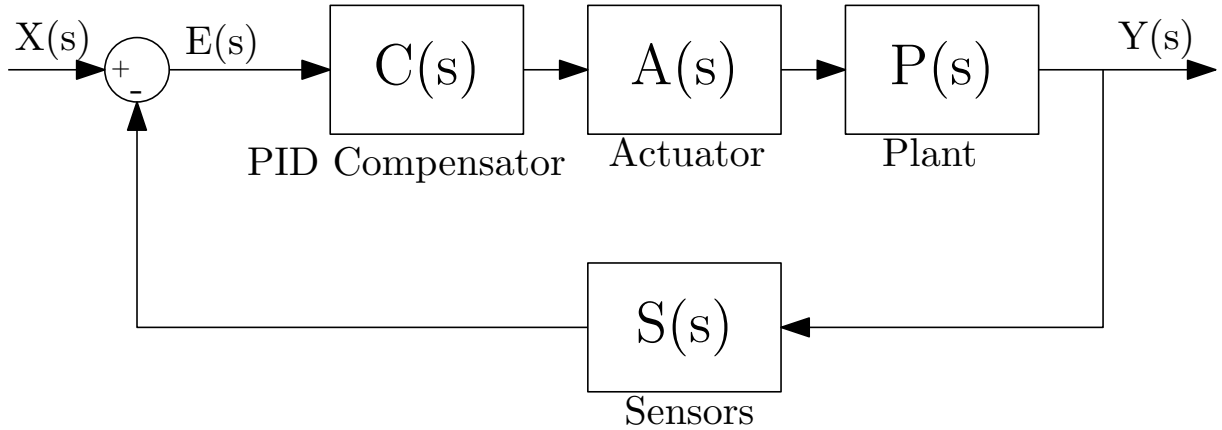 X(s)
E(s)
Y(s)
+
-
C(s)
A(s)
P(s)
PID Compensator
Actuator
Plant
S(s)
Sensors